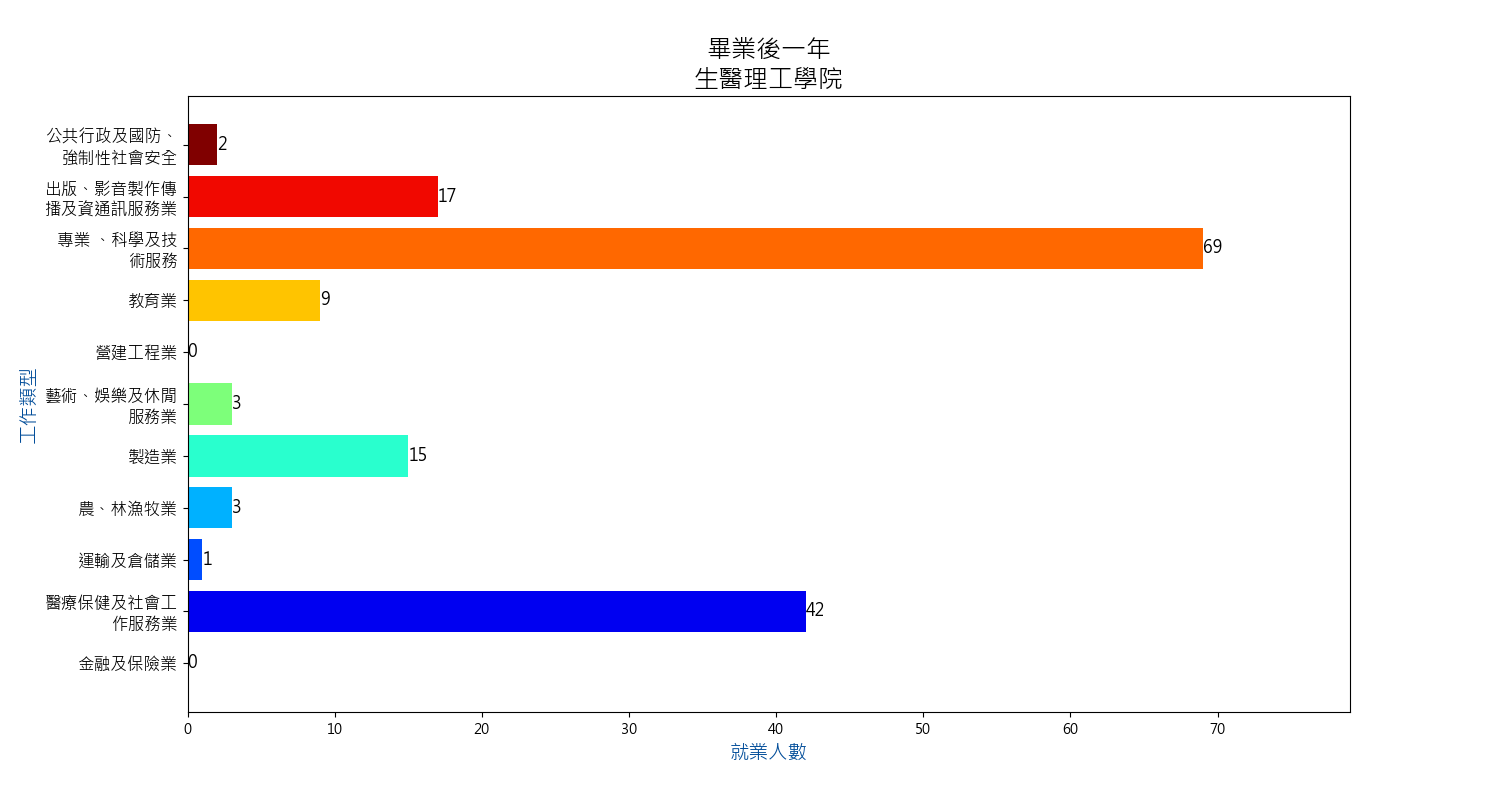 畢業後一年
生醫理工學院
公共行政及國防、
強制性社會安全
2
出版、影音製作傳
播及資通訊服務業
17
專業 、科學及技
術服務
69
教育業
9
營建工程業
0
藝術、娛樂及休閒
服務業
3
製造業
15
農、林漁牧業
3
運輸及倉儲業
1
醫療保健及社會工
作服務業
42
金融及保險業
0
工作類型
0 10 20 30 40 50 60 70
就業人數